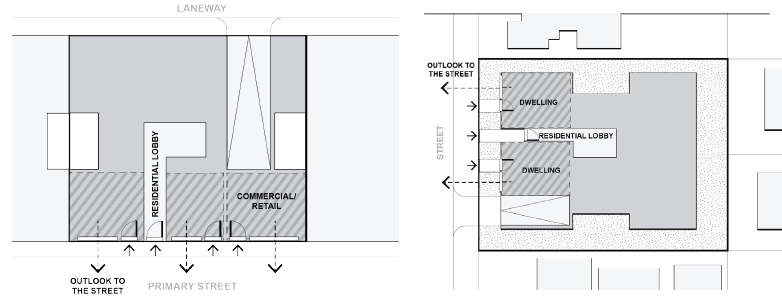 LANEWAY
RESIDENTIAL LOBBY
COMMERCIAL/
RETAIL
OUTLOOK TO
THE STREET
PRIMARY STREET
OUTLOOK TO
THE STREET
DWELLING
STREET
RESIDENTIAL LOBBY
DWELLING